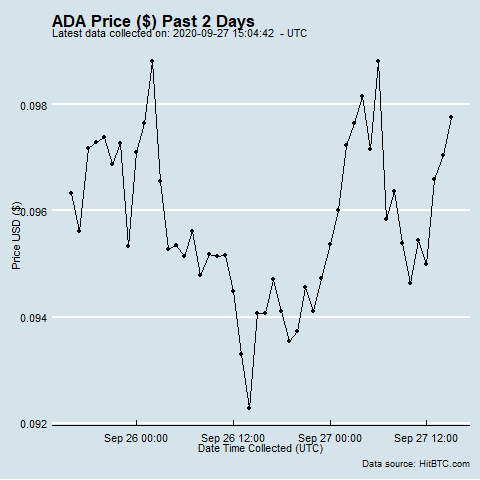 ADA Price ($) Past 2 Days
Latest data collected on: 2020-09-27 15:04:42 - UTC
0.098
0.096
0.094
0.092
Price USD ($)
Sep 26 00:00 Sep 26 12:00 Sep 27 00:00 Sep 27 12:00
Date Time Collected (UTC)
Data source: HitBTC.com